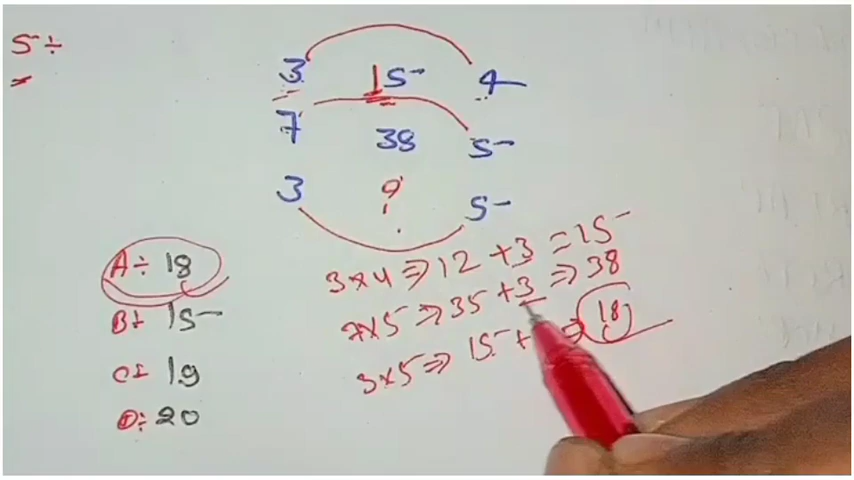 5 ÷
3 15 4
7 38 5
3 ? 5
A ÷ 18
B ÷ 15
C ÷ 19
D ÷ 20
3 × 4 ⇒ 12 + 3 = 15
7 × 5 ⇒ 35 + 3 ⇒ 38
3 × 5 ⇒ 15 + 18